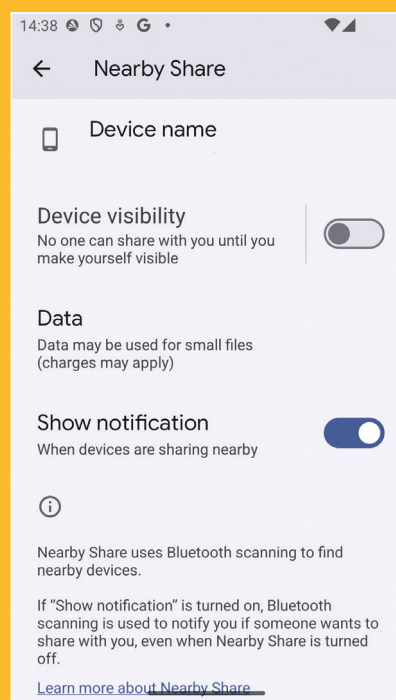 14:38
Nearby Share
Device name
Device visibility
No one can share with you until you
make yourself visible
Data
Data may be used for small files
(charges may apply)
Show notification
When devices are sharing nearby
Nearby Share uses Bluetooth scanning to find
nearby devices.
If “Show notification” is turned on, Bluetooth
scanning is used to notify you if someone wants to
share with you, even when Nearby Share is turned
off.
Learn more about Nearby Share